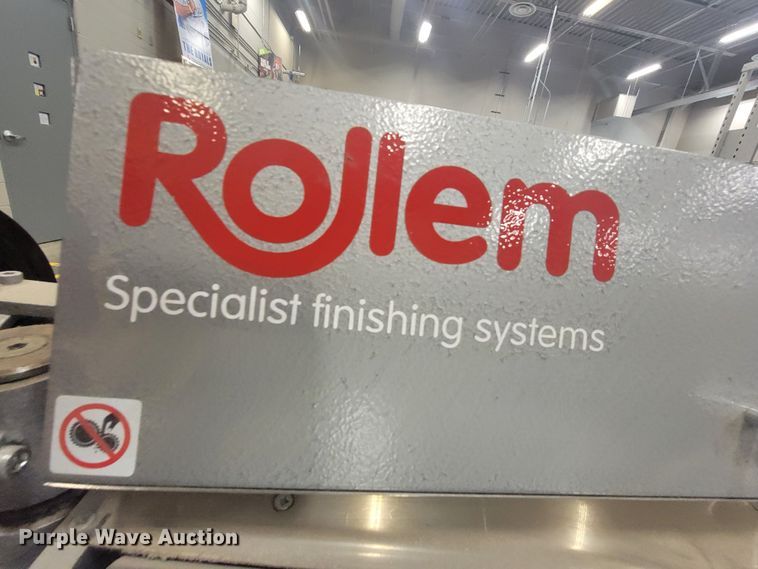 Rollem
Specialist finishing systems
Purple Wave Auction